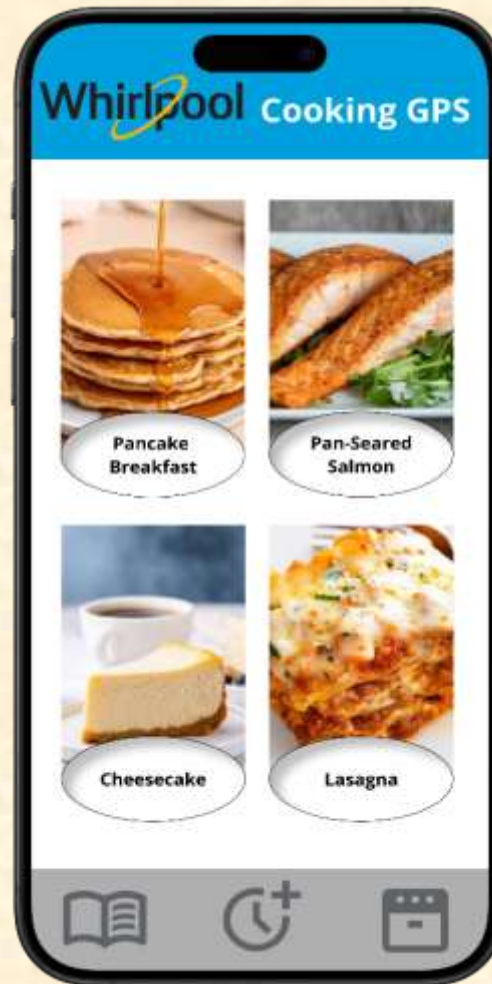 Whirlpool Cooking GPS
Pancake
Breakfast
Pan-Seared
Salmon
Cheesecake
Lasagna